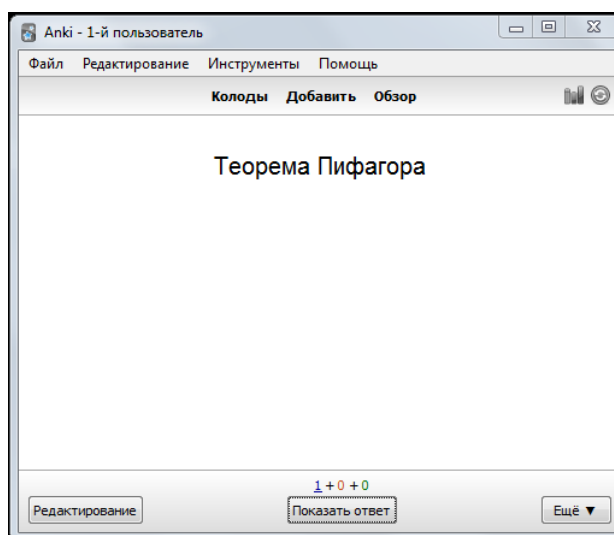 Anki - 1-й пользователь
Файл Редактирование Инструменты Помощь
Колоды Добавить Обзор
Теорема Пифагора
1 + 0 + 0
Редактирование Показать ответ Ещё ▼